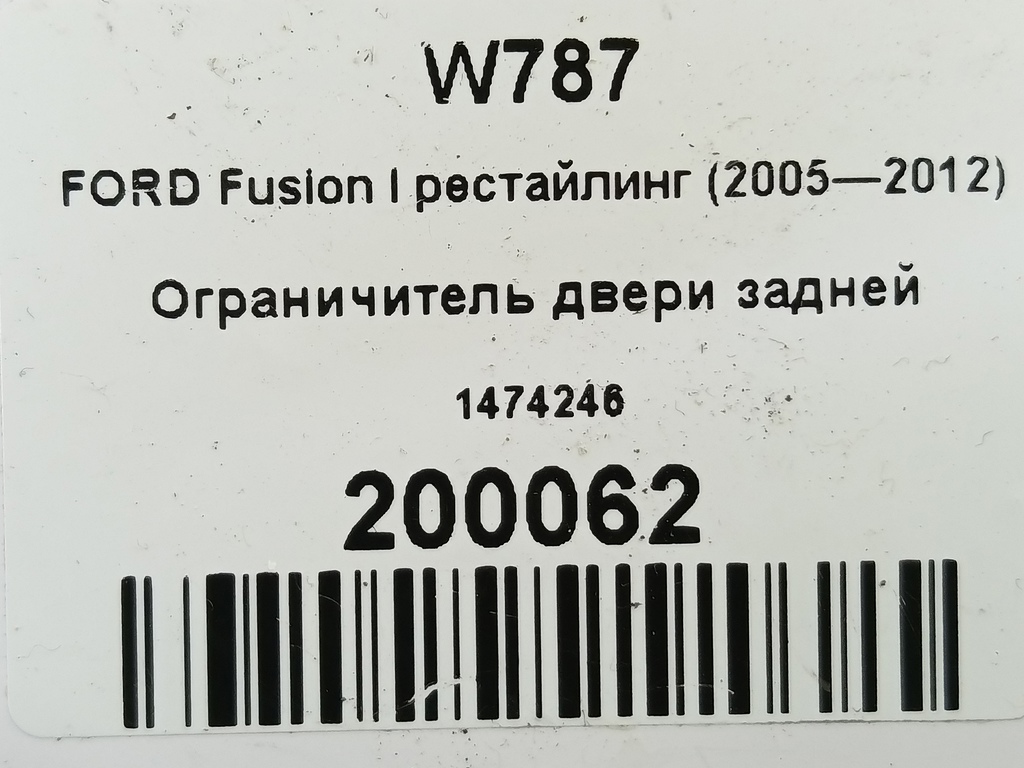 W787
FORD Fusion I рестайлинг (2005—2012)
Ограничитель двери задней
1474246
200062